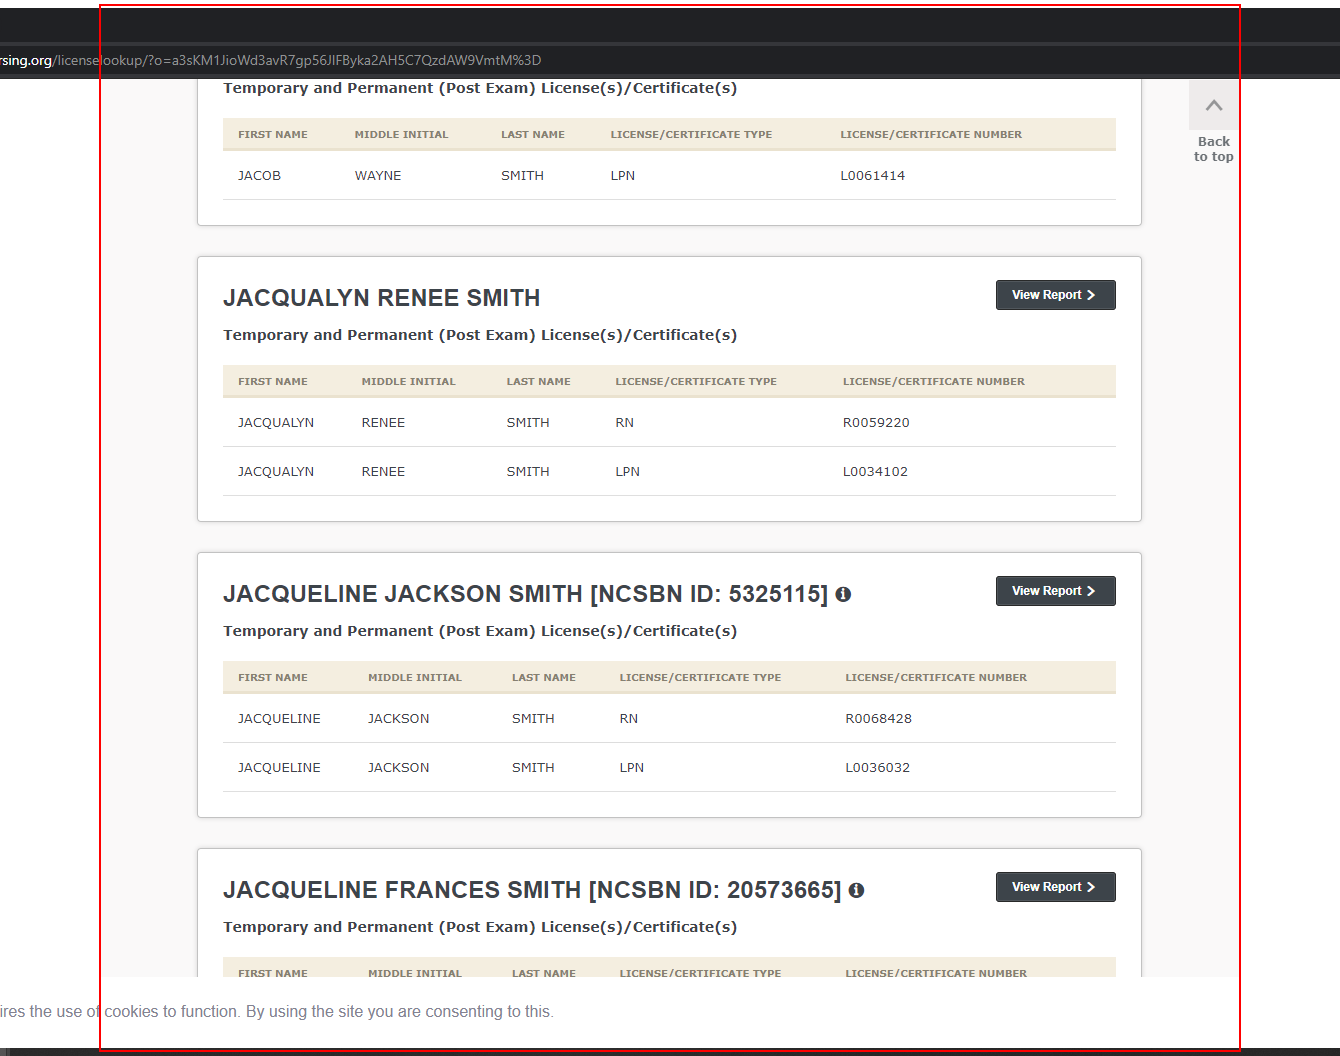 rsing.org/licenselookup/?o=a3sKM1JioWd3avR7gp56JIFByka2AH5C7QzdAW9VmtM%3D
Temporary and Permanent (Post Exam) License(s)/Certificate(s)
Back
to top
FIRST NAME MIDDLE INITIAL LAST NAME LICENSE/CERTIFICATE TYPE LICENSE/CERTIFICATE NUMBER
JACOB WAYNE SMITH LPN L0061414
JACQUALYN RENEE SMITH View Report
Temporary and Permanent (Post Exam) License(s)/Certificate(s)
FIRST NAME MIDDLE INITIAL LAST NAME LICENSE/CERTIFICATE TYPE LICENSE/CERTIFICATE NUMBER
JACQUALYN RENEE SMITH RN R0059220
JACQUALYN RENEE SMITH LPN L0034102
JACQUELINE JACKSON SMITH [NCSBN ID: 5325115] View Report
Temporary and Permanent (Post Exam) License(s)/Certificate(s)
FIRST NAME MIDDLE INITIAL LAST NAME LICENSE/CERTIFICATE TYPE LICENSE/CERTIFICATE NUMBER
JACQUELINE JACKSON SMITH RN R0068428
JACQUELINE JACKSON SMITH LPN L0036032
JACQUELINE FRANCES SMITH [NCSBN ID: 20573665] View Report
Temporary and Permanent (Post Exam) License(s)/Certificate(s)
FIRST NAME MIDDLE INITIAL LAST NAME LICENSE/CERTIFICATE TYPE LICENSE/CERTIFICATE NUMBER
ires the use of cookies to function. By using the site you are consenting to this.